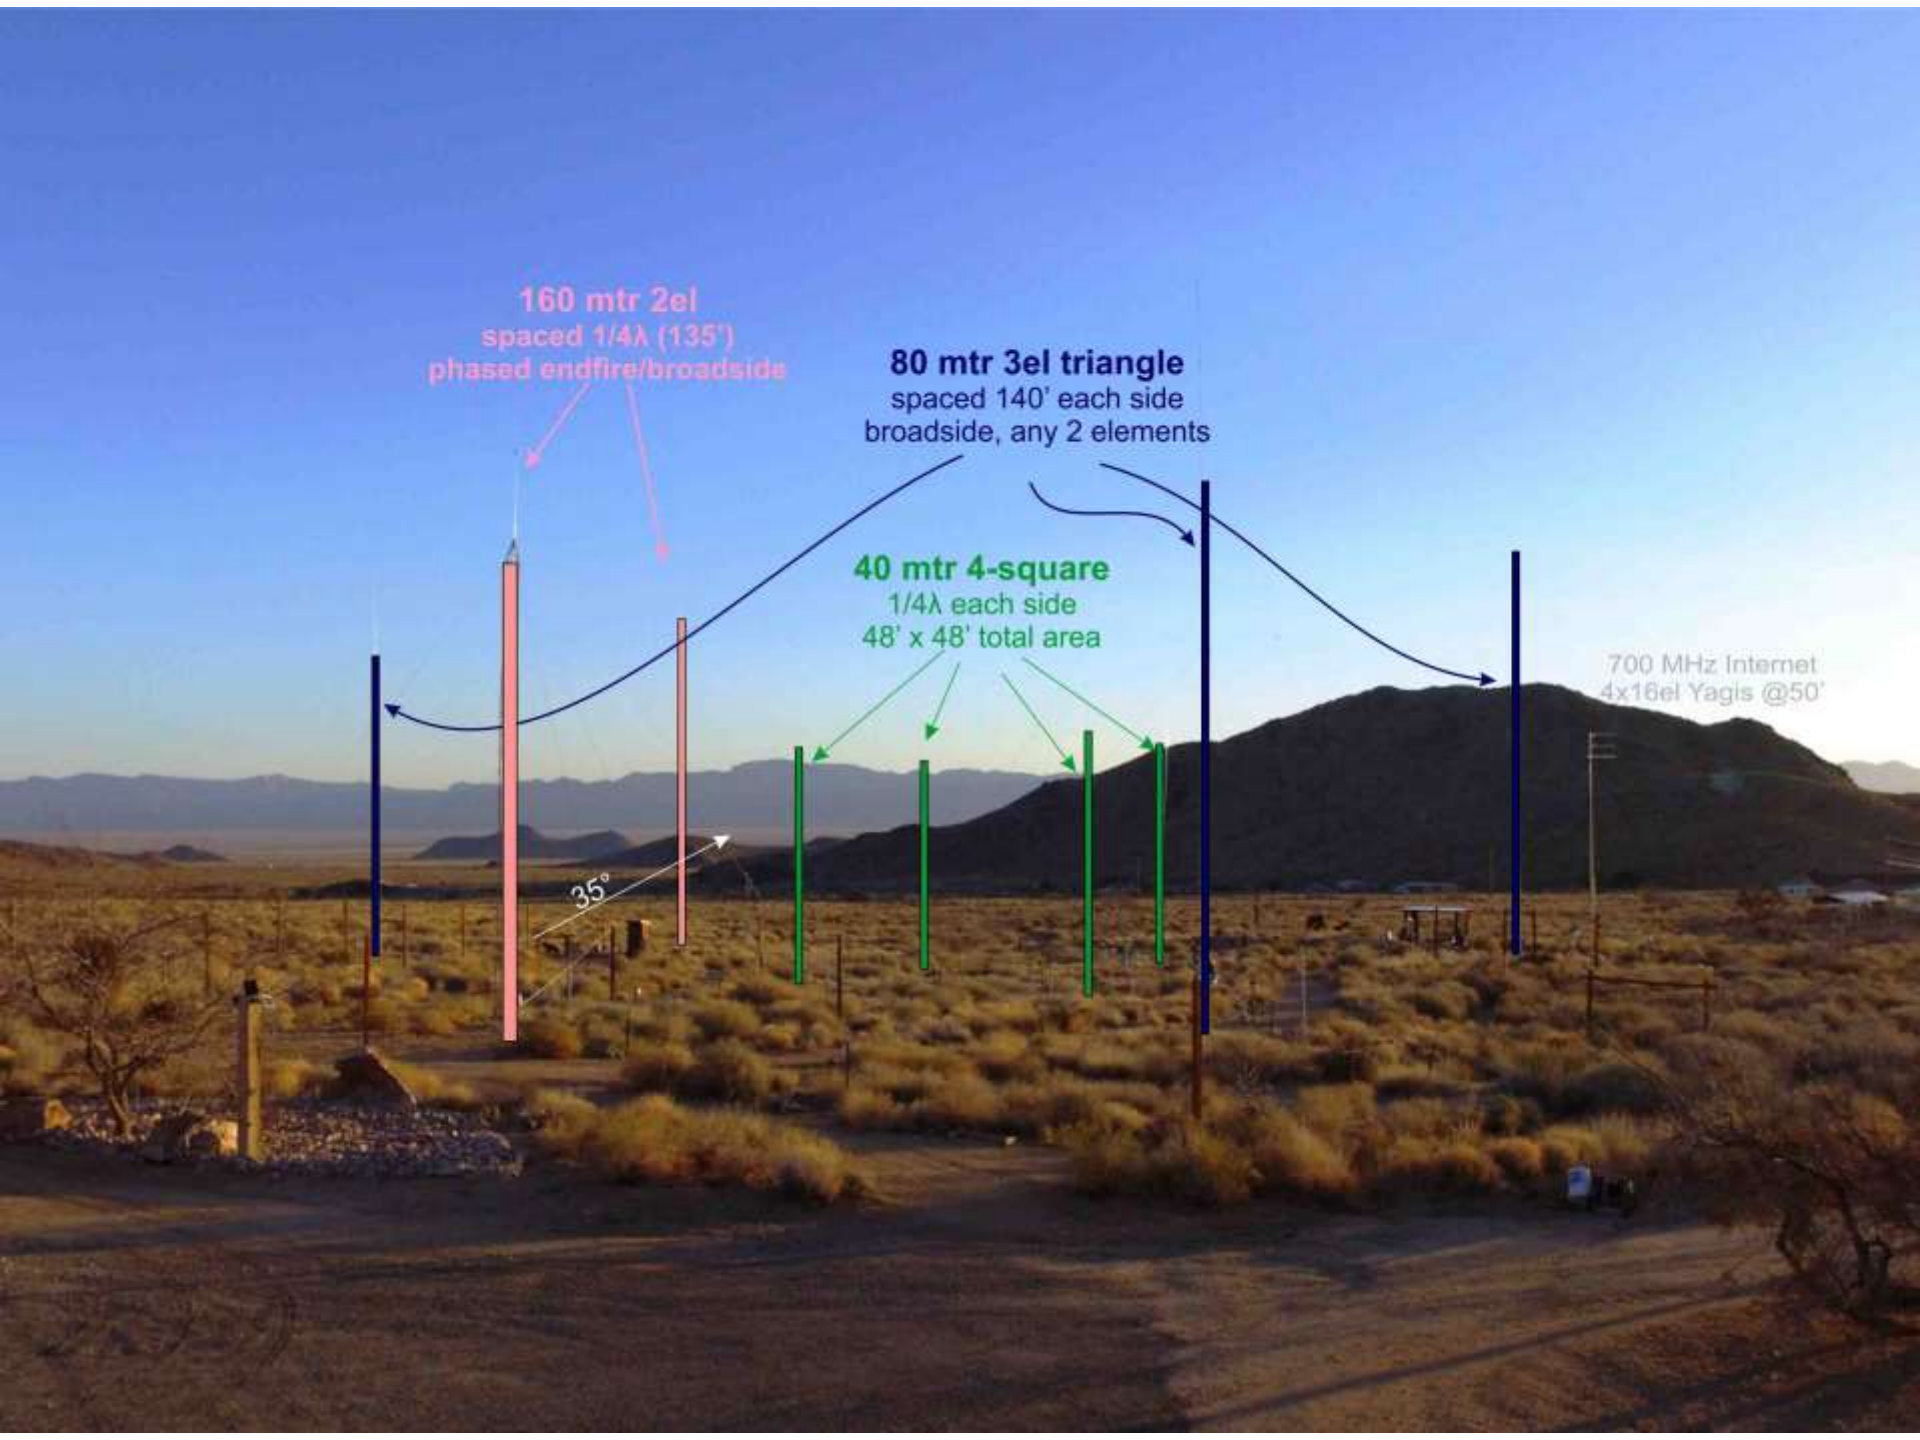 160 mtr 2el
spaced 1/4λ (135')
phased endfire/broadside
80 mtr 3el triangle
spaced 140' each side
broadside, any 2 elements
40 mtr 4-square
1/4λ each side
48' x 48' total area
700 MHz Internet
4x16el Yagis @50'
35°